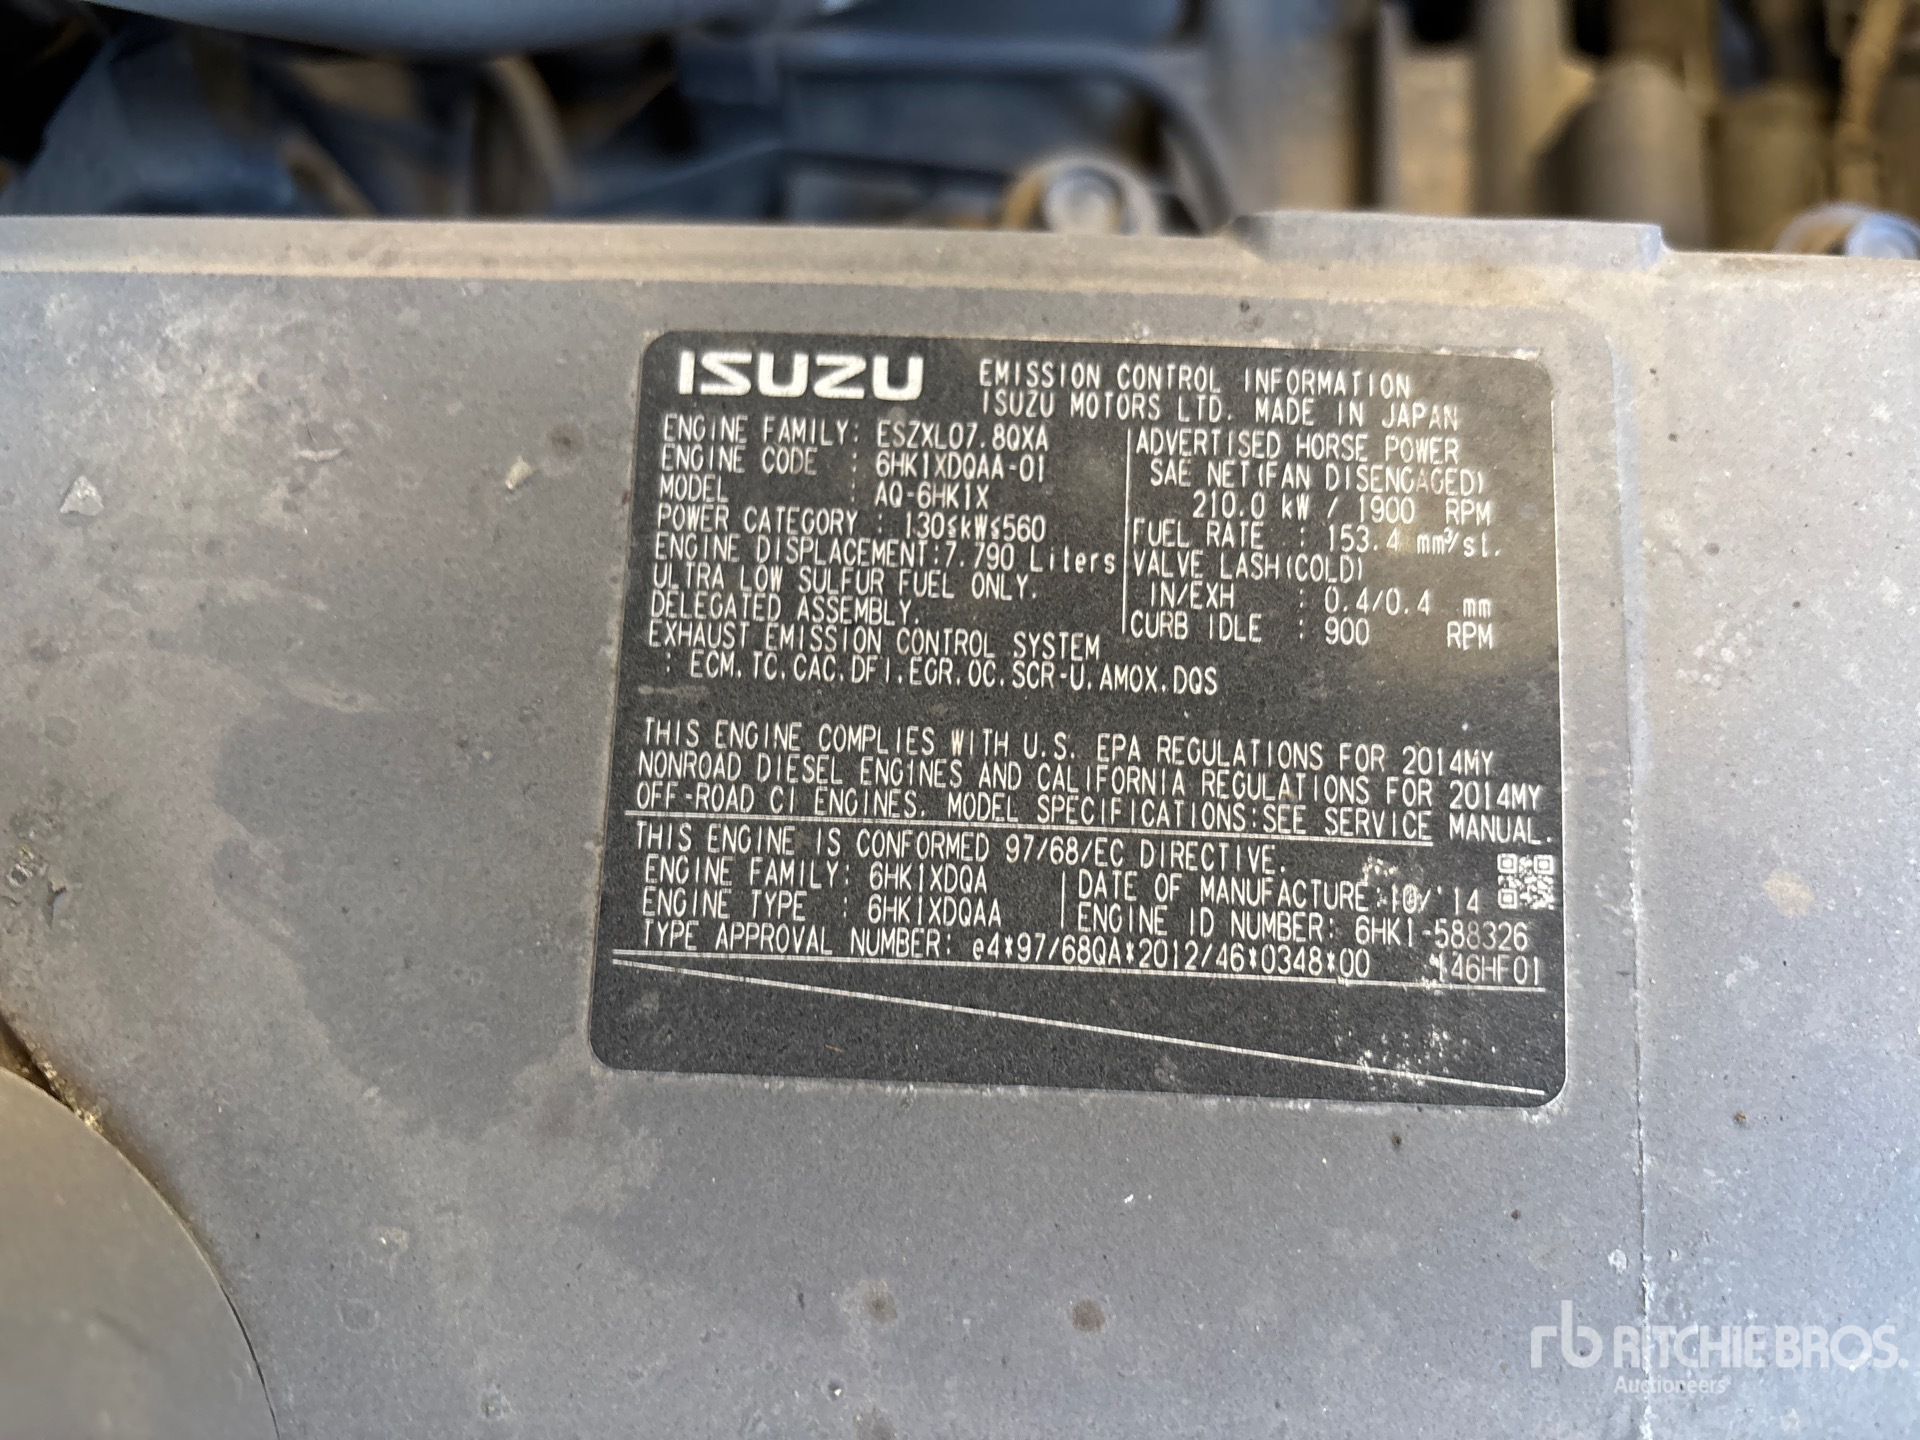 ISUZU EMISSION CONTROL INFORMATION
ISUZU MOTORS LTD. MADE IN JAPAN
ENGINE FAMILY: ESZXL07.8QXA
ENGINE CODE : 6HK1XDQAA-01
MODEL : AQ-6HK1X
POWER CATEGORY : 130≤kW≤560
ENGINE DISPLACEMENT:7.790 Liters
ULTRA LOW SULFUR FUEL ONLY.
DELEGATED ASSEMBLY.
EXHAUST EMISSION CONTROL SYSTEM
: ECM.TC.CAC.DFI.EGR.OC.SCR-U.AMOX.DQS
ADVERTISED HORSE POWER
SAE NET(FAN DISENGAGED)
210.0 kW / 1900 RPM
FUEL RATE : 153.4 mm³/st.
VALVE LASH(COLD)
IN/EXH : 0.4/0.4 mm
CURB IDLE : 900 RPM
THIS ENGINE COMPLIES WITH U.S. EPA REGULATIONS FOR 2014MY
NONROAD DIESEL ENGINES AND CALIFORNIA REGULATIONS FOR 2014MY
OFF-ROAD CI ENGINES. MODEL SPECIFICATIONS:SEE SERVICE MANUAL.
THIS ENGINE IS CONFORMED 97/68/EC DIRECTIVE.
ENGINE FAMILY: 6HK1XDQA
ENGINE TYPE : 6HK1XDQAA
DATE OF MANUFACTURE:10/'14
ENGINE ID NUMBER: 6HK1-588326
TYPE APPROVAL NUMBER: e4*97/68QA*2012/46*0348*00 146HF01
rb RITCHIE BROS.
Auctioneers